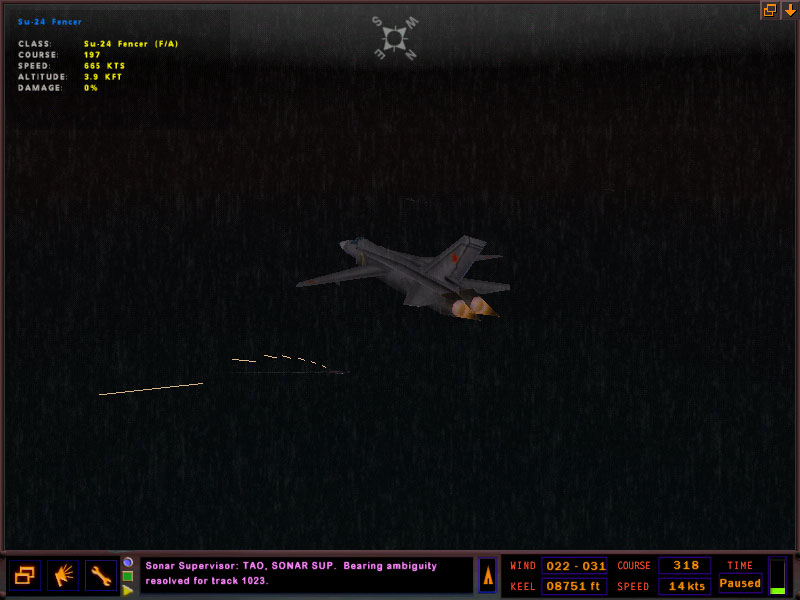 Su-24 Fencer
CLASS: Su-24 Fencer (F/A)
COURSE: 197
SPEED: 665 KTS
ALTITUDE: 3.9 KFT
DAMAGE: 0%
S W
E N
Sonar Supervisor: TAO, SONAR SUP. Bearing ambiguity
resolved for track 1023.
WIND 022 - 031 COURSE 318 TIME
KEEL 08751 ft SPEED 14 kts Paused